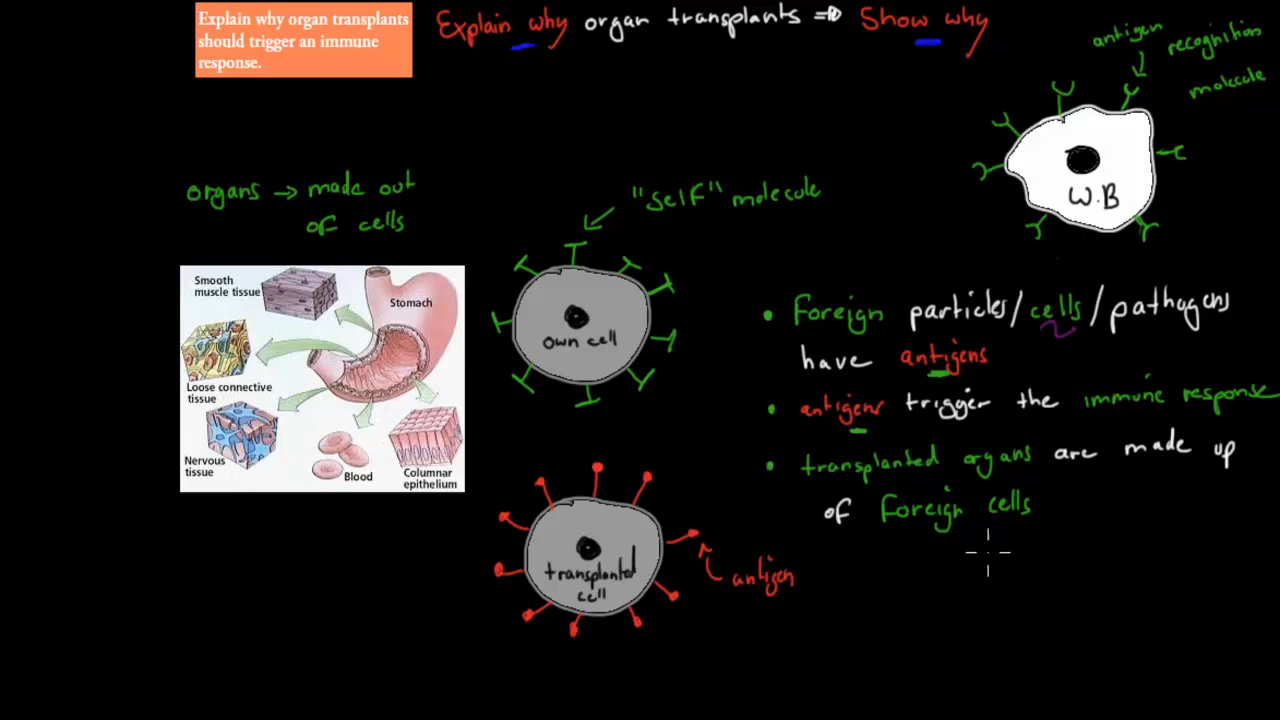 Explain why organ transplants
should trigger an immune
response.
Explain why organ transplants ⇒ Show why
antigen
recognition
molecule
W.B
organs → made out
of cells
"self" molecule
own cell
Smooth
muscle tissue
Stomach
Loose connective
tissue
Nervous
tissue
Blood
Columnar
epithelium
transplanted
cell
antigen
• Foreign particles/cells/pathogens
have antigens
• antigens trigger the immune response
• transplanted organs are made up
of foreign cells